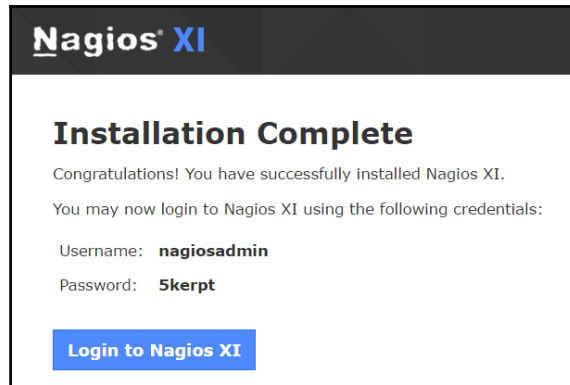 Nagios® XI
Installation Complete
Congratulations! You have successfully installed Nagios XI.
You may now login to Nagios XI using the following credentials:
Username: nagiosadmin
Password: 5kerpt
Login to Nagios XI